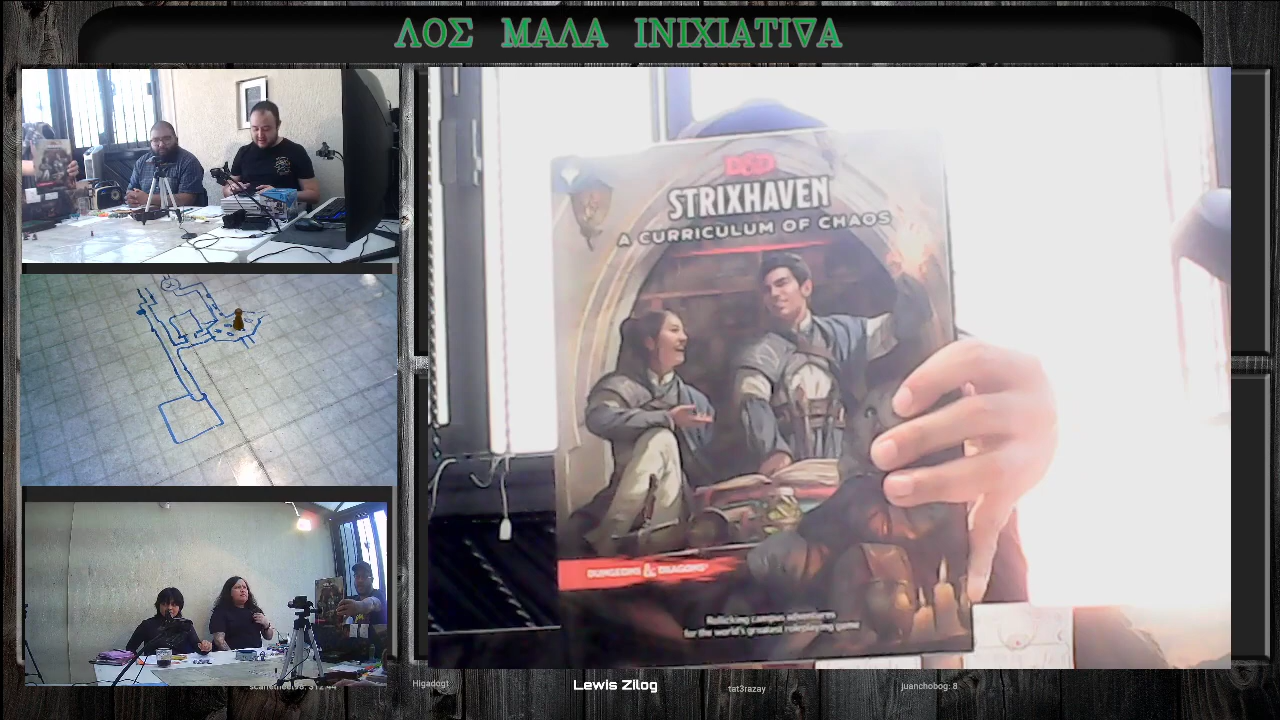 ΛΟΣ ΜΑΛΑ ΙΝΙΧΙΑΤΙ∇Α
D&D
STRIXHAVEN
A CURRICULUM OF CHAOS
DUNGEONS & DRAGONS
Rollicking campus adventures
for the world's greatest roleplaying game
Higadogt
Lewis Zilog
tat3razay
juanchobog: 8